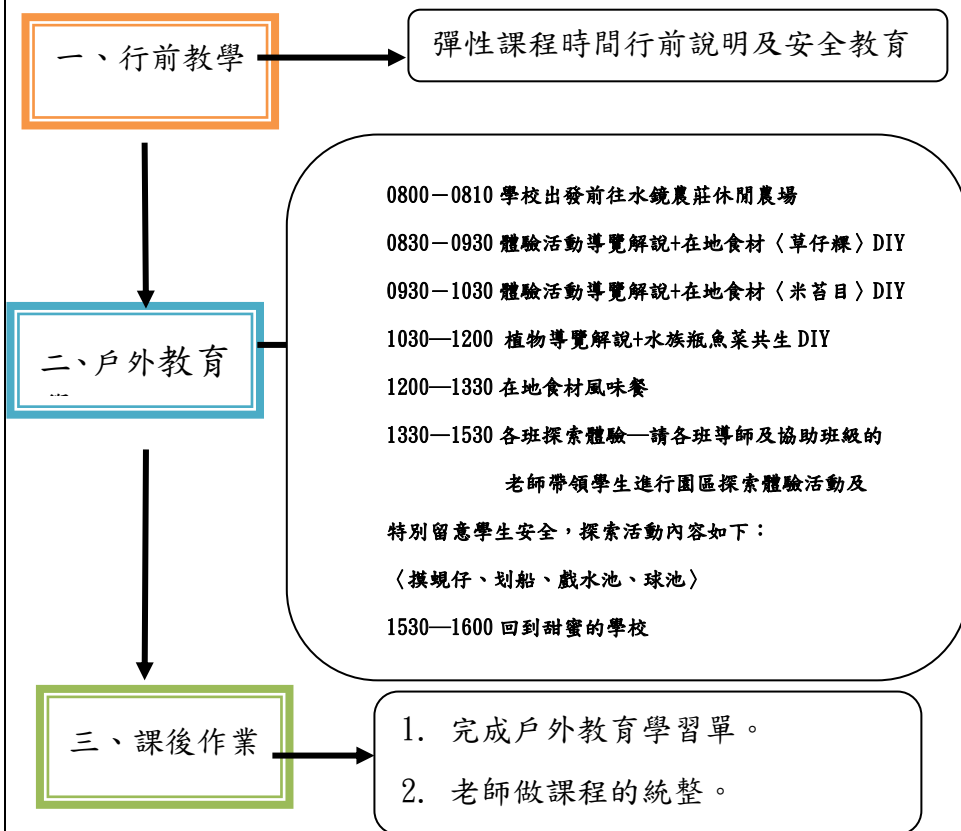 一、行前教學
彈性課程時間行前說明及安全教育
二、戶外教育
0800－0810 學校出發前往水鏡農莊休閒農場
0830－0930 體驗活動導覽解說+在地食材〈草仔粿〉DIY
0930－1030 體驗活動導覽解說+在地食材〈米苔目〉DIY
1030—1200 植物導覽解說+水族瓶魚菜共生 DIY
1200—1330 在地食材風味餐
1330—1530 各班探索體驗—請各班導師及協助班級的
老師帶領學生進行園區探索體驗活動及
特別留意學生安全，探索活動內容如下：
〈摸蜆仔、划船、戲水池、球池〉
1530—1600 回到甜蜜的學校
三、課後作業
1. 完成戶外教育學習單。
2. 老師做課程的統整。